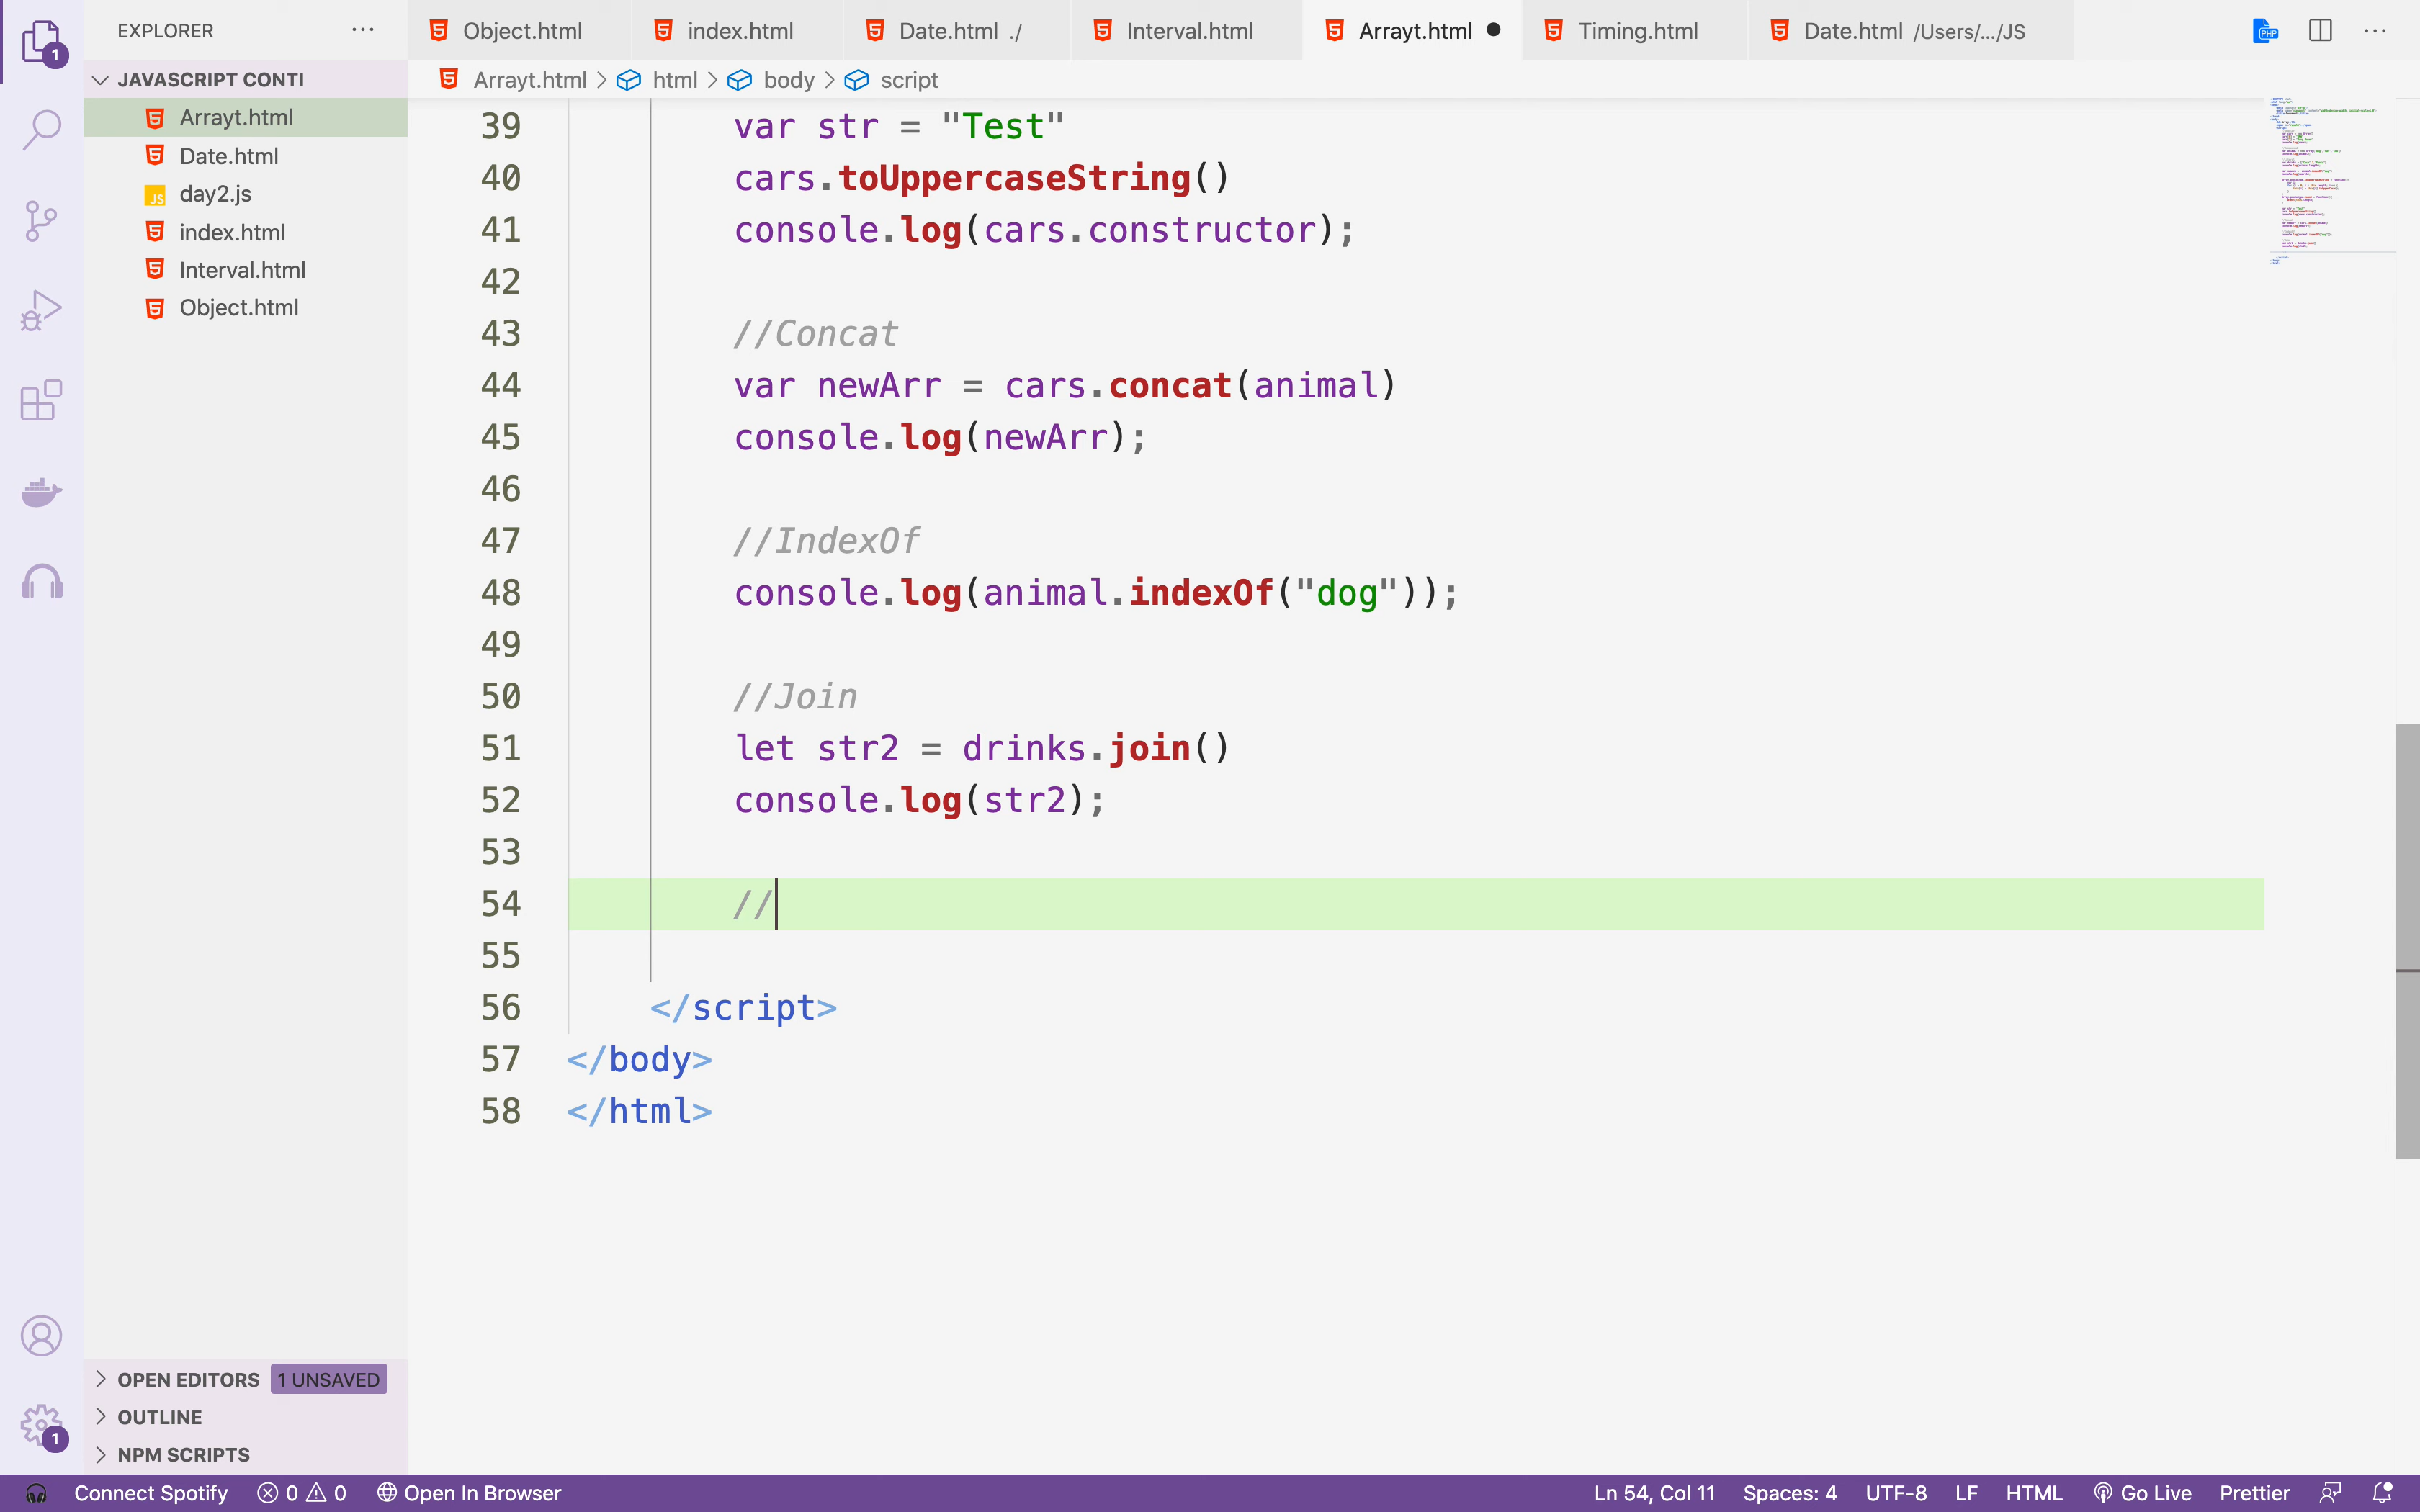 EXPLORER
JAVASCRIPT CONTI
Arrayt.html
Date.html
JS day2.js
index.html
Interval.html
Object.html
OPEN EDITORS 1 UNSAVED
OUTLINE
NPM SCRIPTS
1
1
Object.html index.html Date.html ./ Interval.html Arrayt.html Timing.html Date.html /Users/.../JS PHP
Arrayt.html > html > body > script
39 var str = "Test"
40 cars.toUppercaseString()
41 console.log(cars.constructor);
42
43 //Concat
44 var newArr = cars.concat(animal)
45 console.log(newArr);
46
47 //IndexOf
48 console.log(animal.indexOf("dog"));
49
50 //Join
51 let str2 = drinks.join()
52 console.log(str2);
53
54 //
55
56 </script>
57 </body>
58 </html>
Connect Spotify 0 0 Open In Browser Ln 54, Col 11 Spaces: 4 UTF-8 LF HTML Go Live Prettier